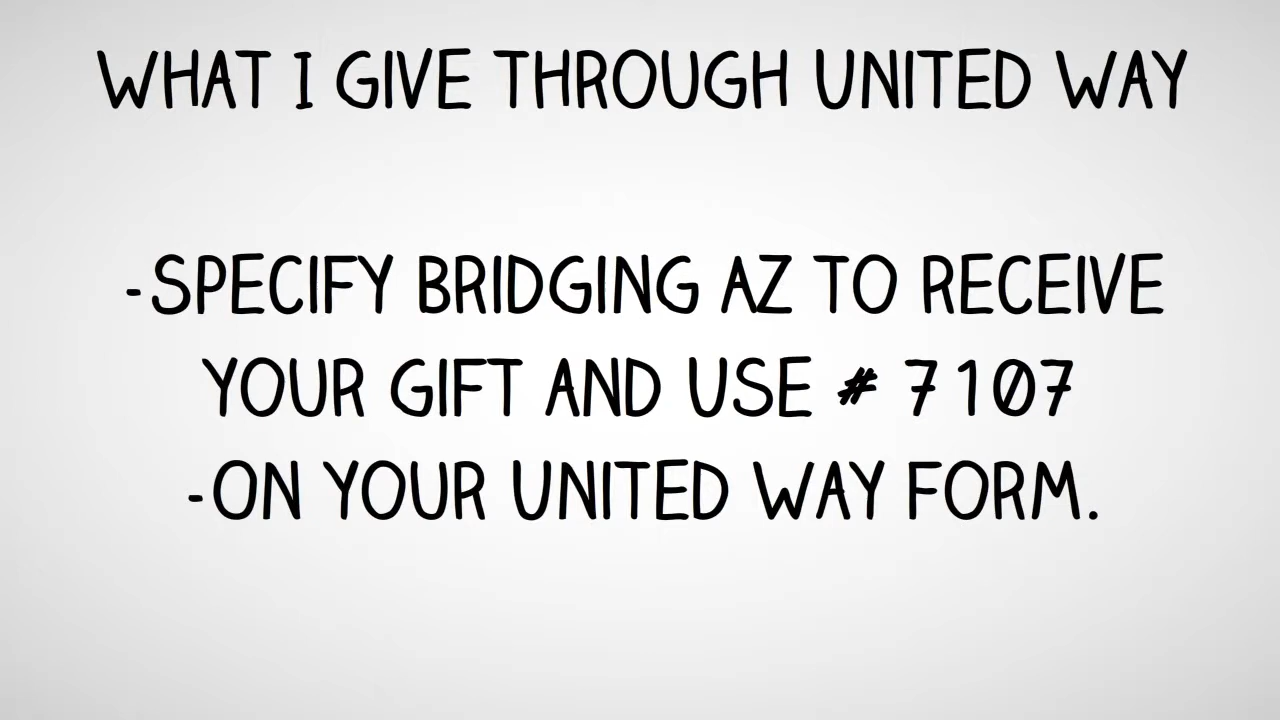 WHAT I GIVE THROUGH UNITED WAY
-SPECIFY BRIDGING AZ TO RECEIVE
YOUR GIFT AND USE # 7107
-ON YOUR UNITED WAY FORM.